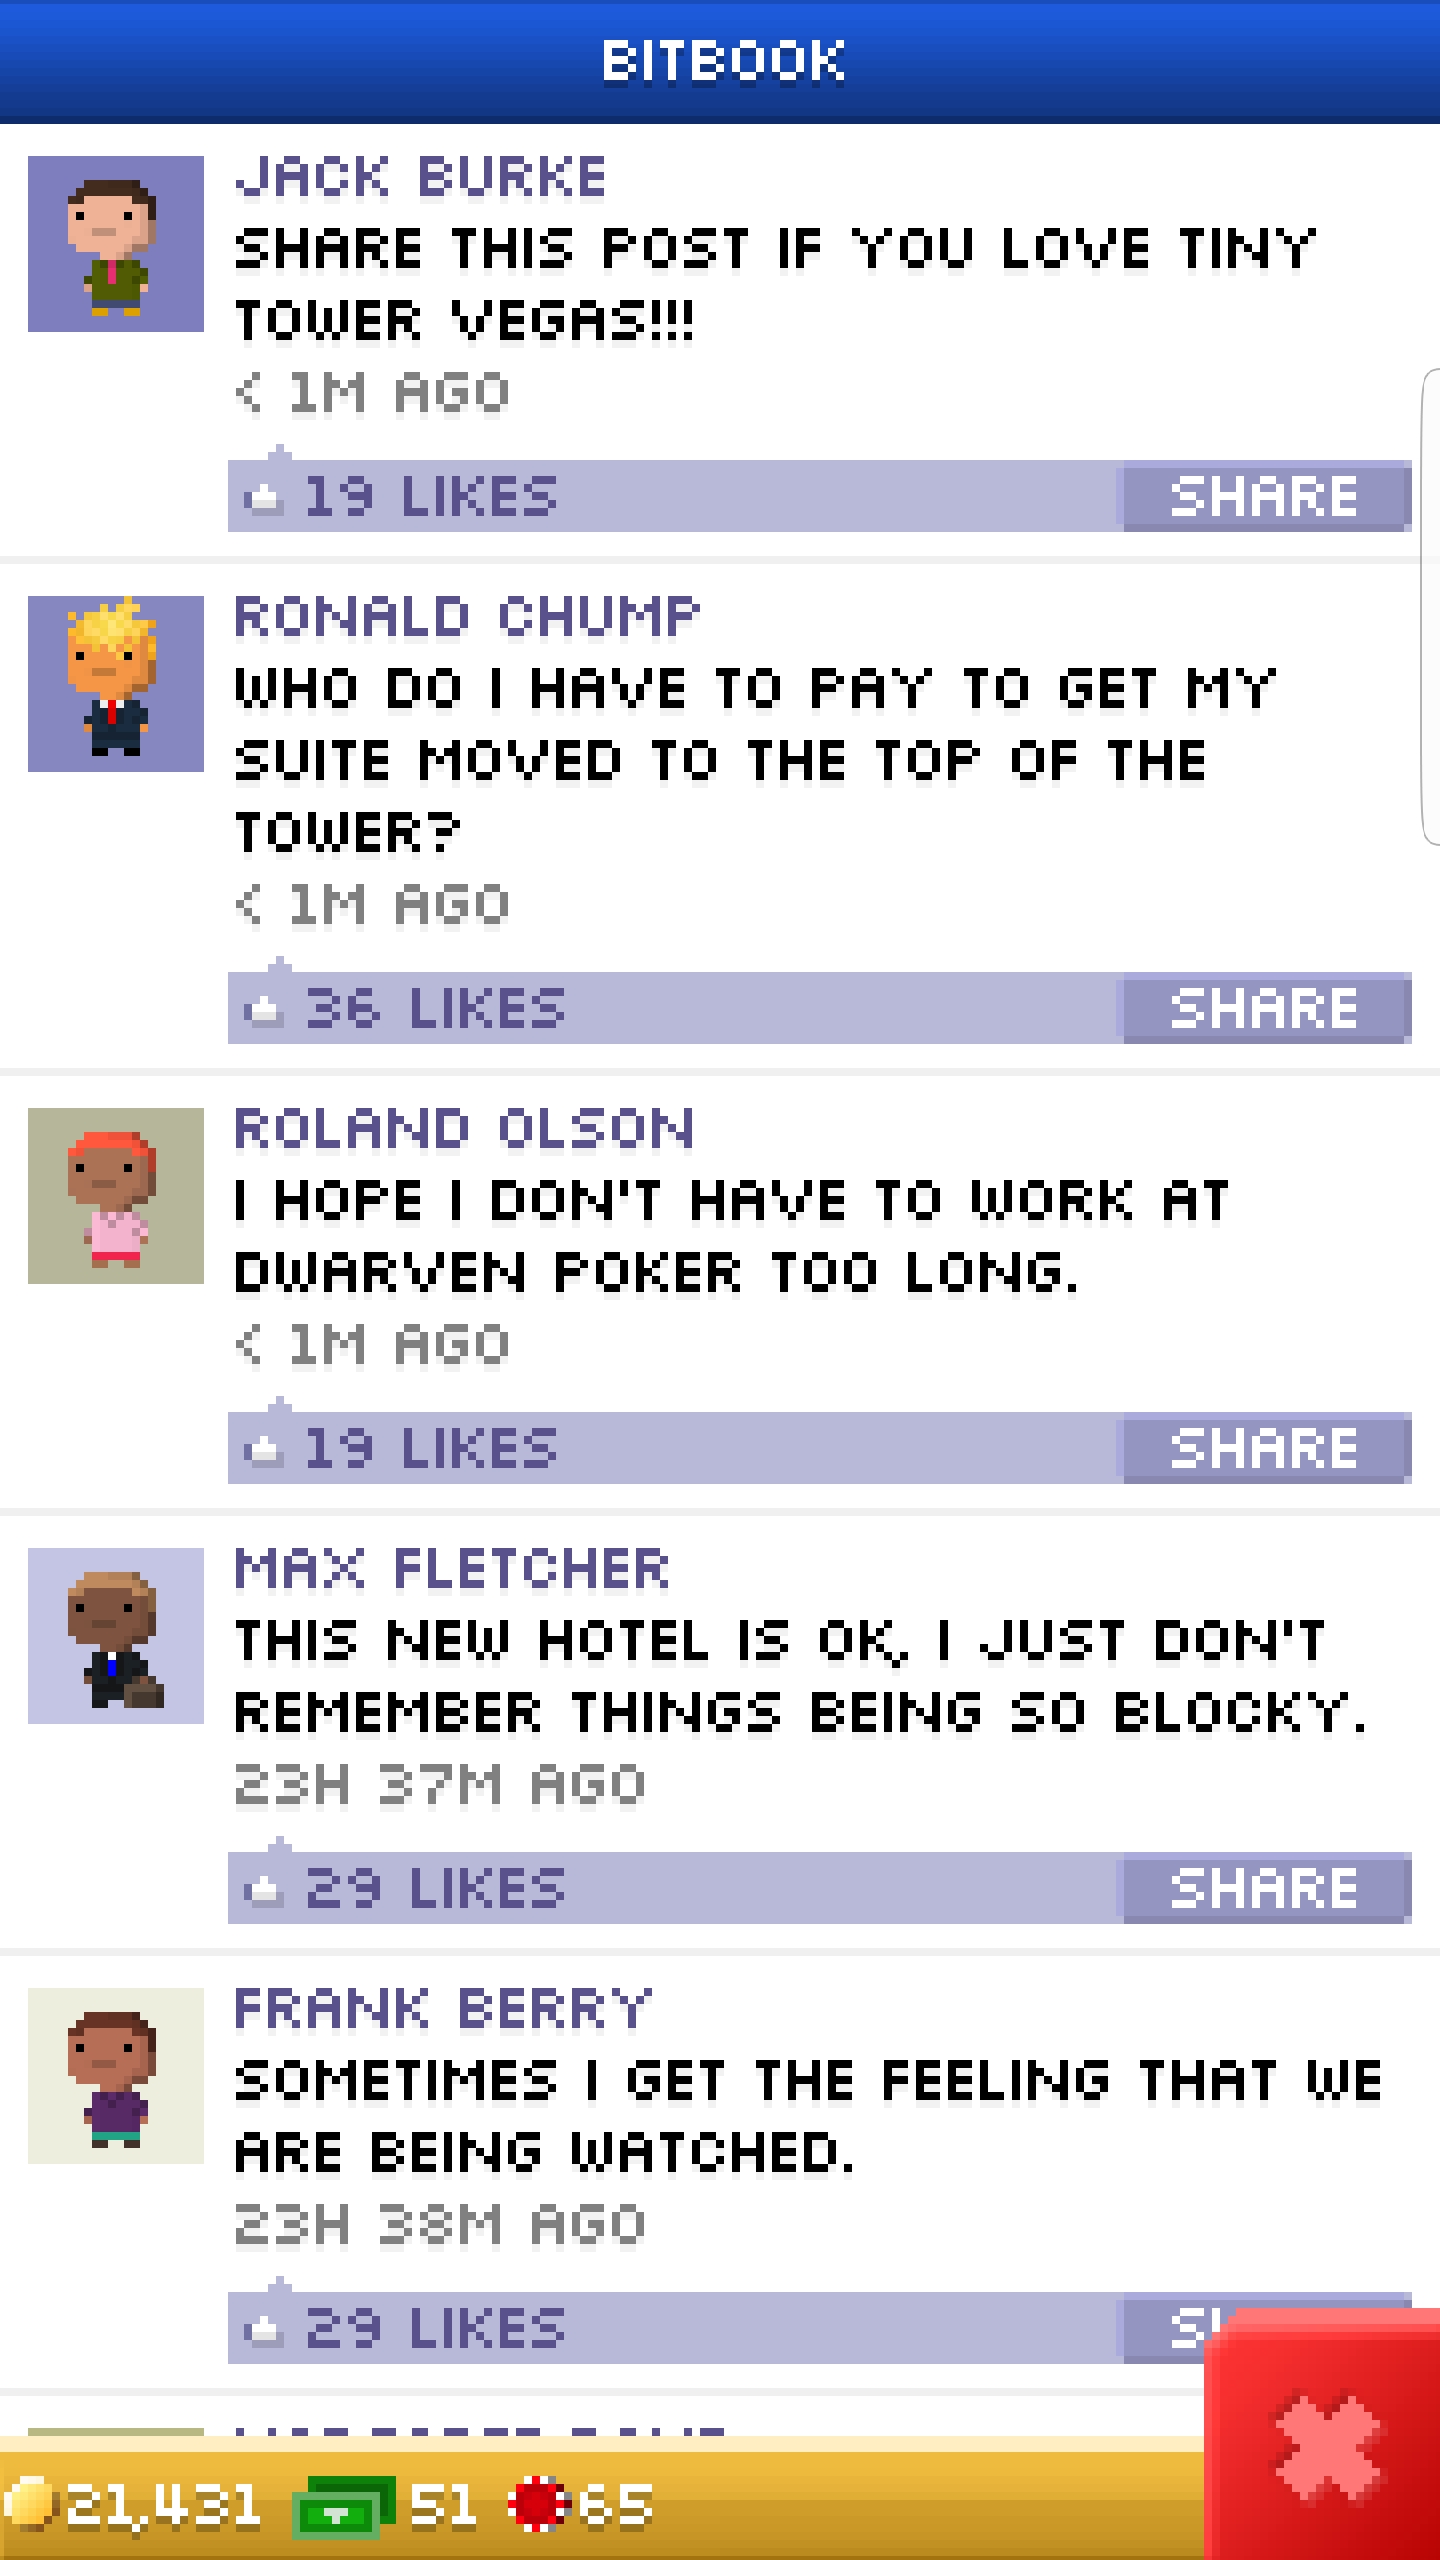 BITBOOK
JACK BURKE
SHARE THIS POST IF YOU LOVE TINY
TOWER VEGAS!!!
< 1M AGO
19 LIKES SHARE
RONALD CHUMP
WHO DO I HAVE TO PAY TO GET MY
SUITE MOVED TO THE TOP OF THE
TOWER?
< 1M AGO
36 LIKES SHARE
ROLAND OLSON
I HOPE I DON'T HAVE TO WORK AT
DWARVEN POKER TOO LONG.
< 1M AGO
19 LIKES SHARE
MAX FLETCHER
THIS NEW HOTEL IS OK, I JUST DON'T
REMEMBER THINGS BEING SO BLOCKY.
23H 37M AGO
29 LIKES SHARE
FRANK BERRY
SOMETIMES I GET THE FEELING THAT WE
ARE BEING WATCHED.
23H 38M AGO
29 LIKES
21,431 51 65